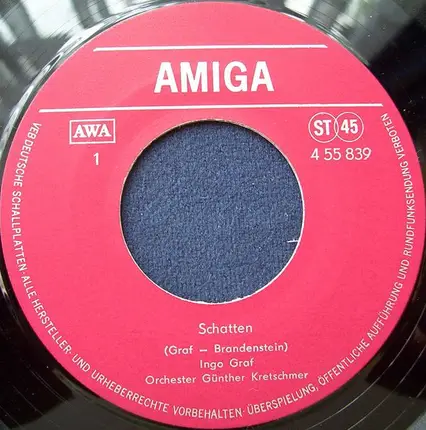 AMIGA
AWA
ST 45
1
4 55 839
Schatten
(Graf – Brandenstein)
Ingo Graf
Orchester Günther Kretschmer
VEB DEUTSCHE SCHALLPLATTEN · ALLE HERSTELLER- UND URHEBERRECHTE VORBEHALTEN · ÜBERSPIELUNG, ÖFFENTLICHE AUFFÜHRUNG UND RUNDFUNKSENDUNG VERBOTEN